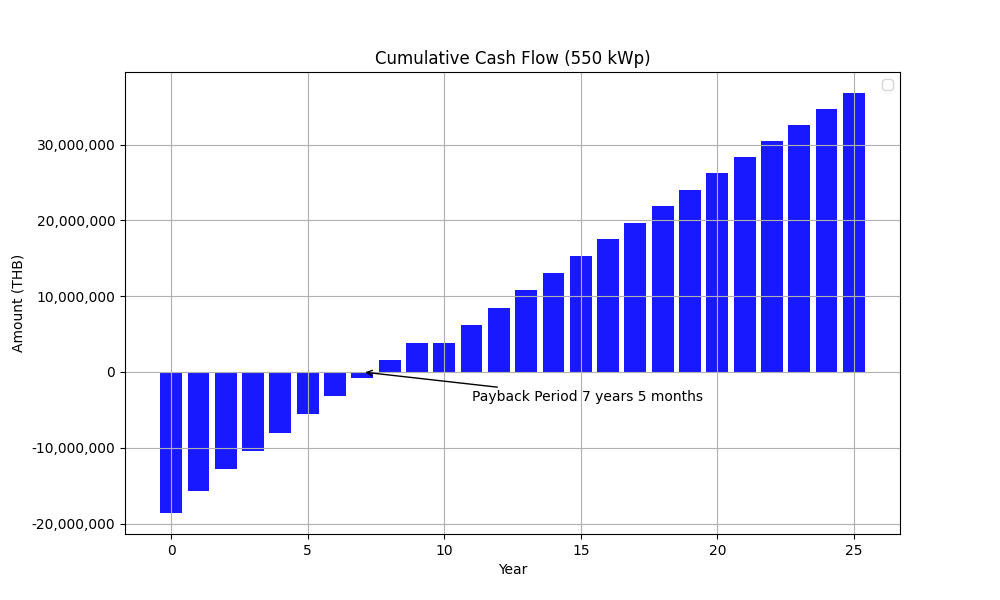 Cumulative Cash Flow (550 kWp)
30,000,000
20,000,000
10,000,000
0
-10,000,000
-20,000,000
Amount (THB)
Payback Period 7 years 5 months
0 5 10 15 20 25
Year